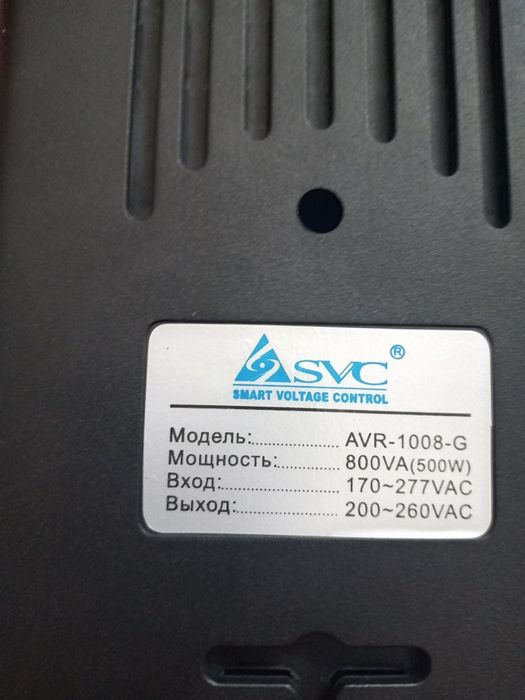 SVC®
SMART VOLTAGE CONTROL
Модель:................ AVR-1008-G
Мощность:............ 800VA(500W)
Вход:...................... 170~277VAC
Выход:................... 200~260VAC